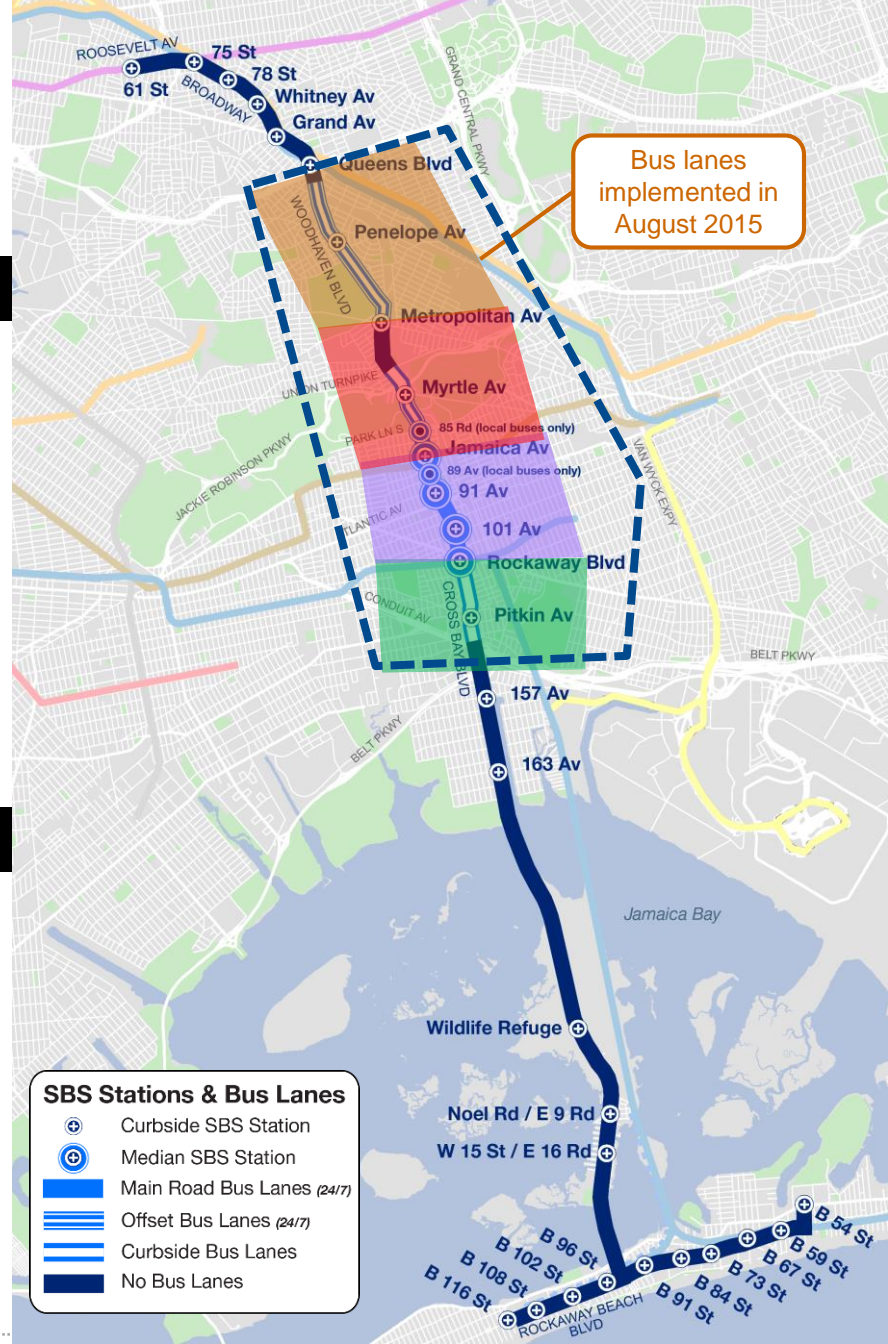 ROOSEVELT AV
75 St
61 St
78 St
BROADWAY
Whitney Av
Grand Av
GRAND CENTRAL PKWY
Queens Blvd
Bus lanes
implemented in
August 2015
WOODHAVEN BLVD
Penelope Av
Metropolitan Av
UNION TURNPIKE
Myrtle Av
PARK LN S
85 Rd (local buses only)
Jamaica Av
JACKIE ROBINSON PKWY
89 Av (local buses only)
VAN WYCK EXPY
91 Av
TLANTIC AV
101 Av
Rockaway Blvd
CONDUIT AV
CROSS BAY BLVD
Pitkin Av
BELT PKWY
157 Av
BELT PKWY
163 Av
Jamaica Bay
Wildlife Refuge
Noel Rd / E 9 Rd
W 15 St / E 16 Rd
SBS Stations & Bus Lanes
Curbside SBS Station
Median SBS Station
Main Road Bus Lanes (24/7)
Offset Bus Lanes (24/7)
Curbside Bus Lanes
No Bus Lanes
B 116 St
B 108 St
B 102 St
B 96 St
B 91 St
B 84 St
B 73 St
B 67 St
B 59 St
B 54 St
ROCKAWAY BEACH
BLVD